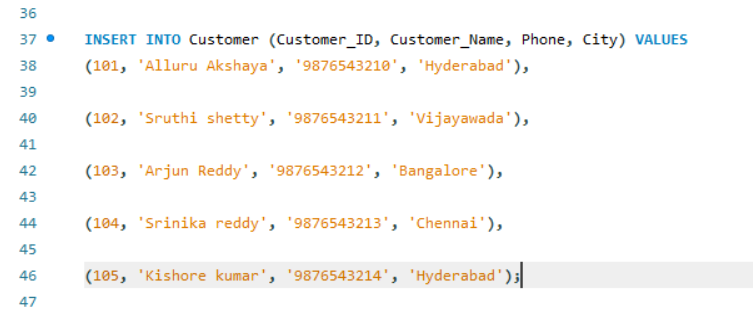 36
37 INSERT INTO Customer (Customer_ID, Customer_Name, Phone, City) VALUES
38 (101, 'Alluru Akshaya', '9876543210', 'Hyderabad'),
39
40 (102, 'Sruthi shetty', '9876543211', 'Vijayawada'),
41
42 (103, 'Arjun Reddy', '9876543212', 'Bangalore'),
43
44 (104, 'Srinika reddy', '9876543213', 'Chennai'),
45
46 (105, 'Kishore kumar', '9876543214', 'Hyderabad');
47